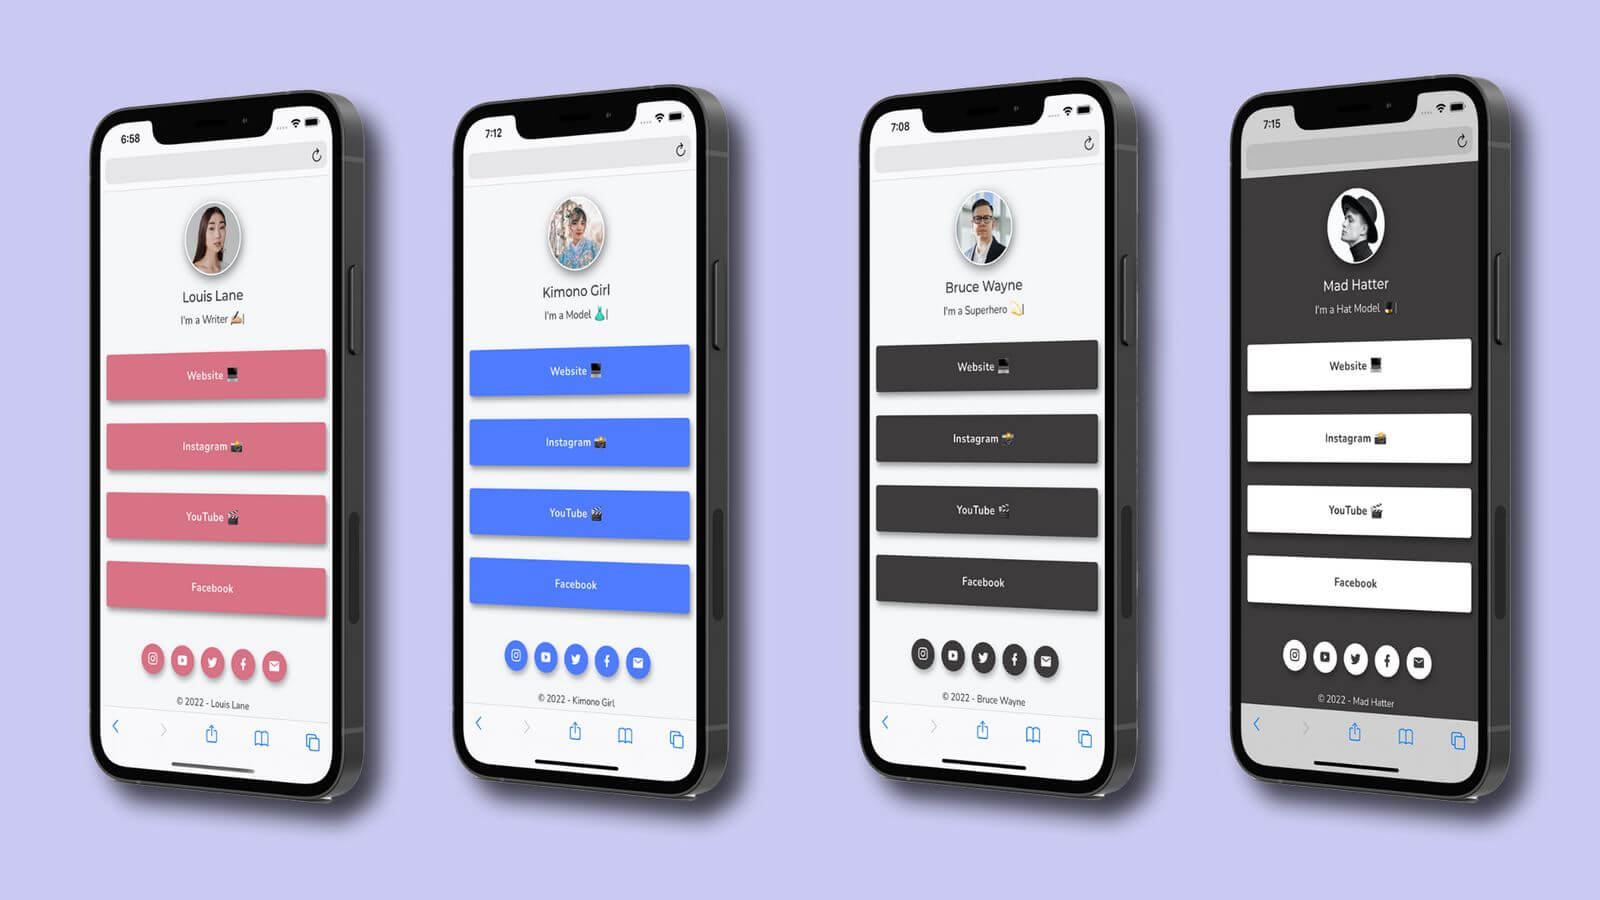 6:58
Louis Lane
I'm a Writer ✍🏼|
Website 💻
Instagram 📸
YouTube 🎬
Facebook
© 2022 - Louis Lane
7:12
Kimono Girl
I'm a Model 👗|
Website 💻
Instagram 📸
YouTube 🎬
Facebook
© 2022 - Kimono Girl
7:08
Bruce Wayne
I'm a Superhero 💫|
Website 💻
Instagram 📸
YouTube 🎬
Facebook
© 2022 - Bruce Wayne
7:15
Mad Hatter
I'm a Hat Model |
Website 💻
Instagram 📸
YouTube 🎬
Facebook
© 2022 - Mad Hatter